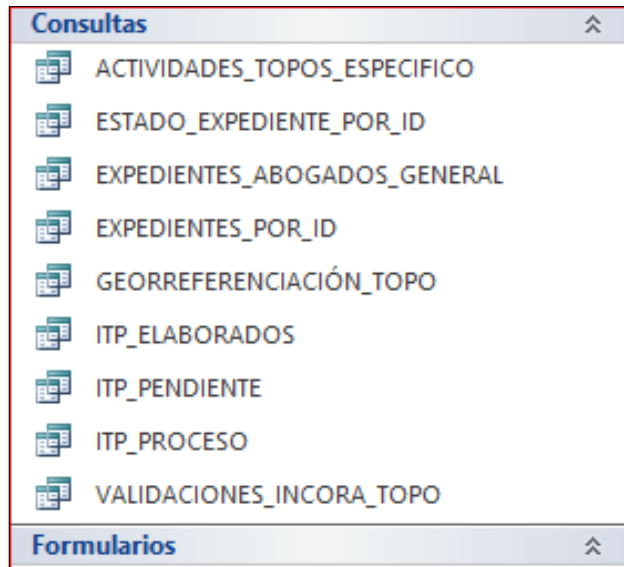 Consultas
ACTIVIDADES_TOPOS_ESPECIFICO
ESTADO_EXPEDIENTE_POR_ID
EXPEDIENTES_ABOGADOS_GENERAL
EXPEDIENTES_POR_ID
GEORREFERENCIACIÓN_TOPO
ITP_ELABORADOS
ITP_PENDIENTE
ITP_PROCESO
VALIDACIONES_INCORA_TOPO
Formularios